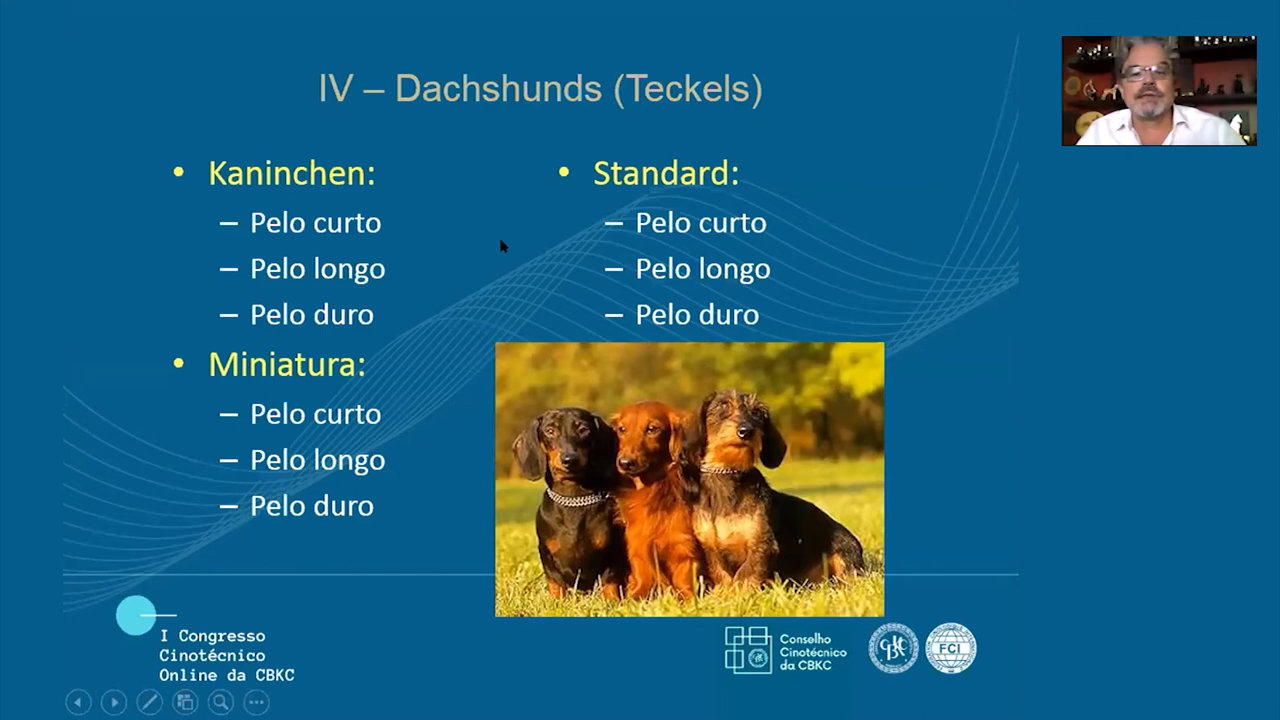 IV – Dachshunds (Teckels)
• Kaninchen:
– Pelo curto
– Pelo longo
– Pelo duro
• Miniatura:
– Pelo curto
– Pelo longo
– Pelo duro
• Standard:
– Pelo curto
– Pelo longo
– Pelo duro
I Congresso
Cinotécnico
Online da CBKC
Conselho
Cinotécnico
da CBKC
FCI